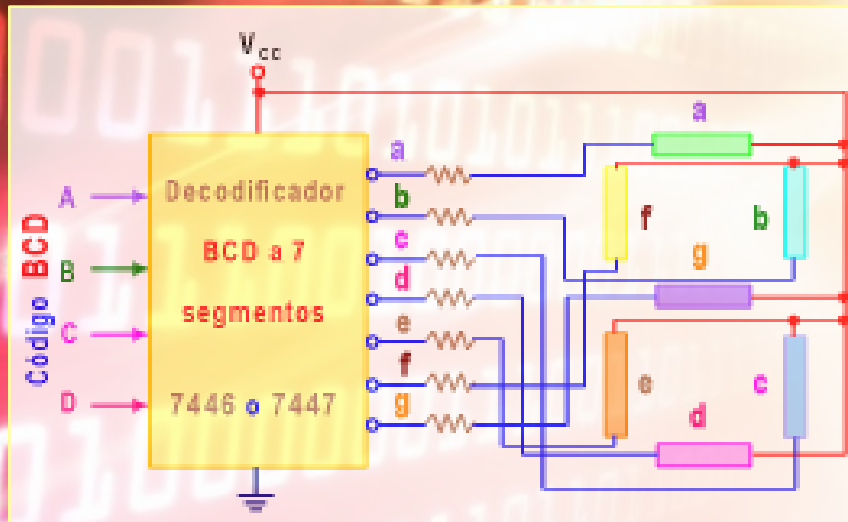 Vcc
Código BCD
A
B
C
D
Decodificador
BCD a 7
segmentos
7446 o 7447
a
b
c
d
e
f
g
a
f
b
g
e
c
d